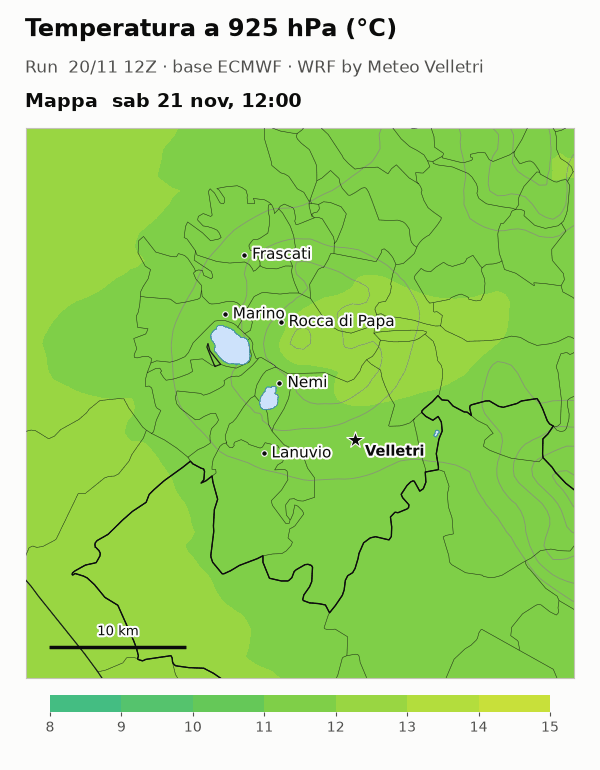 Temperatura a 925 hPa (°C)
Run  20/11 12Z · base ECMWF · WRF by Meteo Velletri
Mappa  sab 21 nov, 12:00
Frascati
Marino
Rocca di Papa
Nemi
Velletri
Lanuvio
10 km
8 9 10 11 12 13 14 15